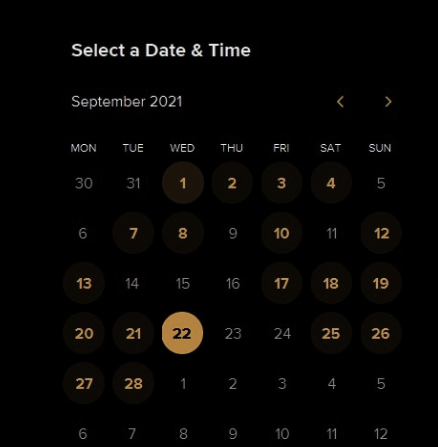 Select a Date & Time
September 2021
MON TUE WED THU FRI SAT SUN
30 31 1 2 3 4 5
6 7 8 9 10 11 12
13 14 15 16 17 18 19
20 21 22 23 24 25 26
27 28 1 2 3 4 5
6 7 8 9 10 11 12